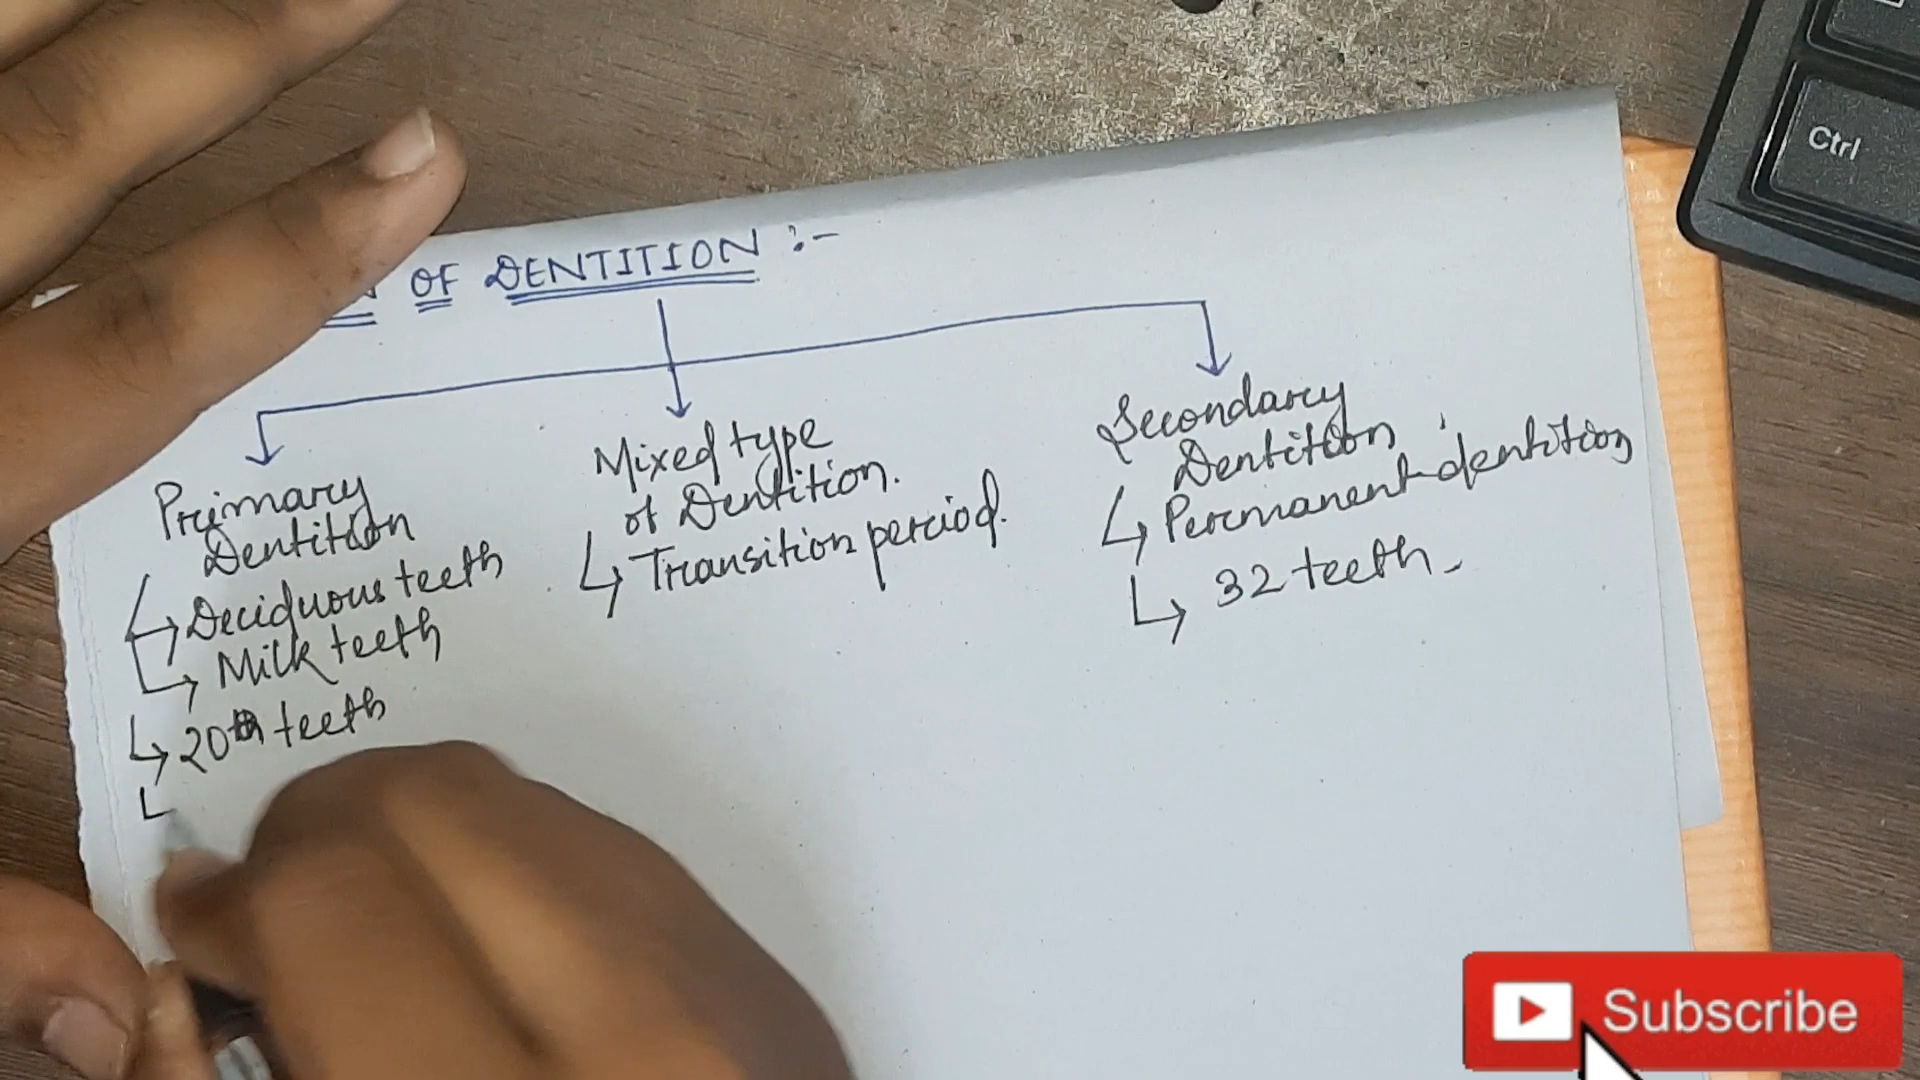 OF DENTITION :-
Primary
Dentition
↳ Deciduous teeth
↳ Milk teeth
↳ 20 teeth
Mixed type
of Dentition.
↳ Transition period.
Secondary
Dentition
↳ Permanent dentition
↳ 32 teeth
Ctrl
Subscribe